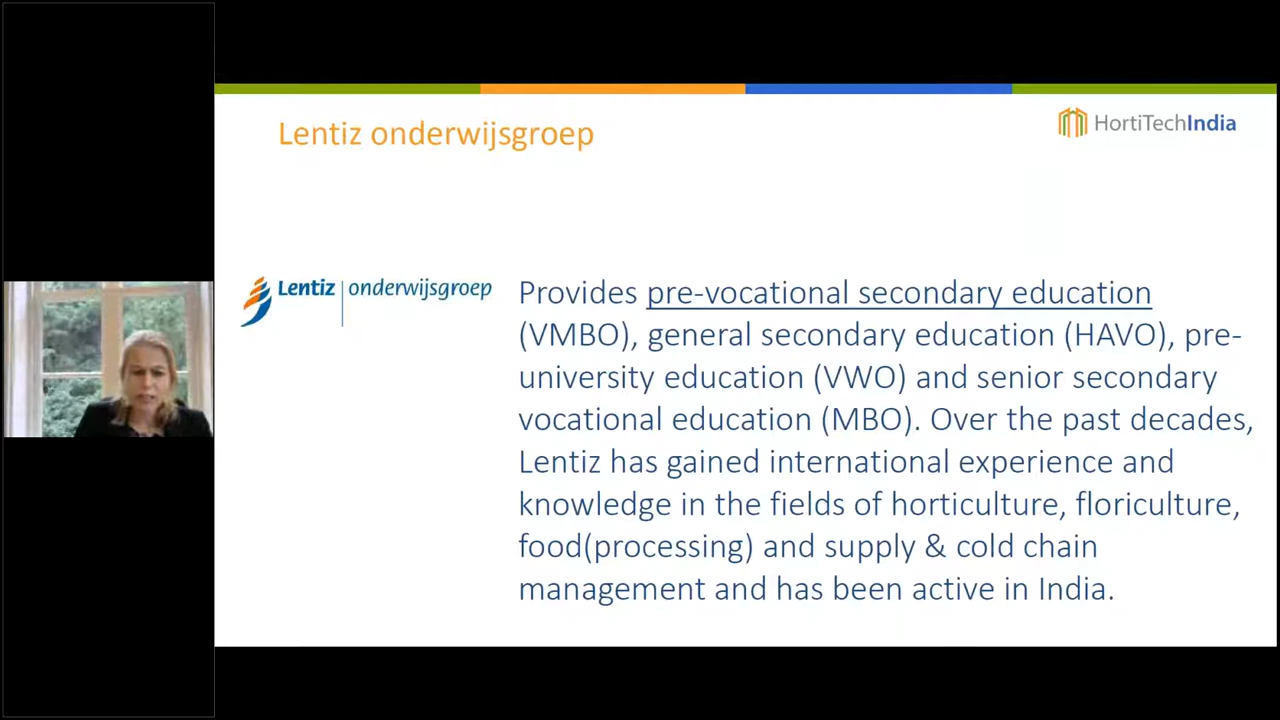 Lentiz onderwijsgroep
HortiTechIndia
Lentiz onderwijsgroep
Provides pre-vocational secondary education
(VMBO), general secondary education (HAVO), pre-
university education (VWO) and senior secondary
vocational education (MBO). Over the past decades,
Lentiz has gained international experience and
knowledge in the fields of horticulture, floriculture,
food(processing) and supply & cold chain
management and has been active in India.